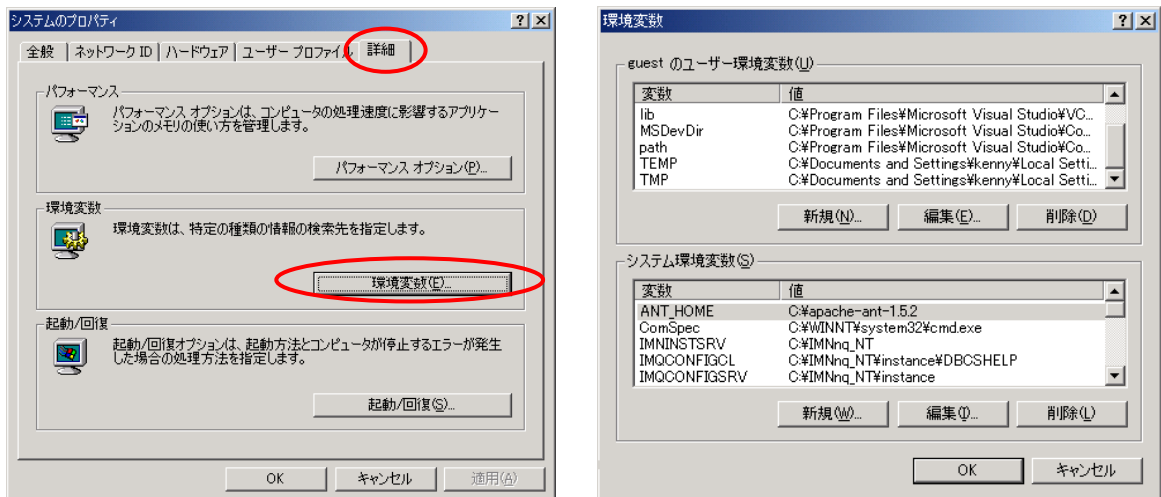 システムのプロパティ
全般 ネットワーク ID ハードウェア ユーザー プロファイル 詳細
パフォーマンス
パフォーマンス オプションは、コンピュータの処理速度に影響するアプリケー
ションのメモリの使い方を管理します。
パフォーマンス オプション(P)...
環境変数
環境変数は、特定の種類の情報の検索先を指定します。
環境変数(E)...
起動/回復
起動/回復オプションは、起動方法とコンピュータが停止するエラーが発生
した場合の処理方法を指定します。
起動/回復(S)...
OK キャンセル 適用(A)
環境変数
guest のユーザー環境変数(U)
変数 値
lib C:¥Program Files¥Microsoft Visual Studio¥VC...
MSDevDir C:¥Program Files¥Microsoft Visual Studio¥Co...
path C:¥Program Files¥Microsoft Visual Studio¥Co...
TEMP C:¥Documents and Settings¥kenny¥Local Setti...
TMP C:¥Documents and Settings¥kenny¥Local Setti...
新規(N)... 編集(E)... 削除(D)
システム環境変数(S)
変数 値
ANT_HOME C:¥apache-ant-1.5.2
ComSpec C:¥WINNT¥system32¥cmd.exe
IMNINSTSRV C:¥IMNnq_NT
IMQCONFIGCL C:¥IMNnq_NT¥instance¥DBCSHELP
IMQCONFIGSRV C:¥IMNnq_NT¥instance
新規(W)... 編集(I)... 削除(L)
OK キャンセル